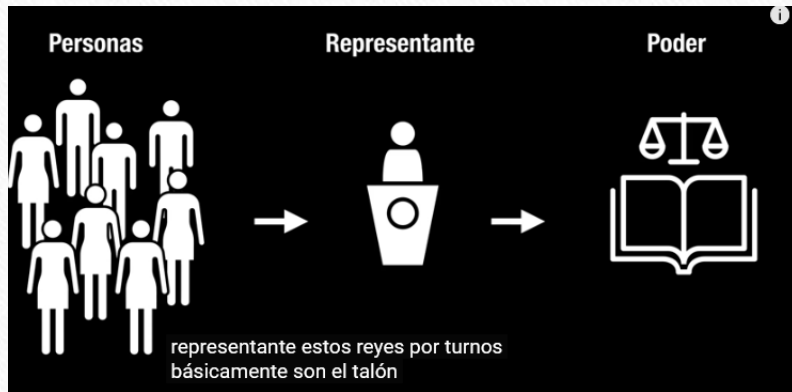 Personas
Representante
Poder
representante estos reyes por turnos
básicamente son el talón